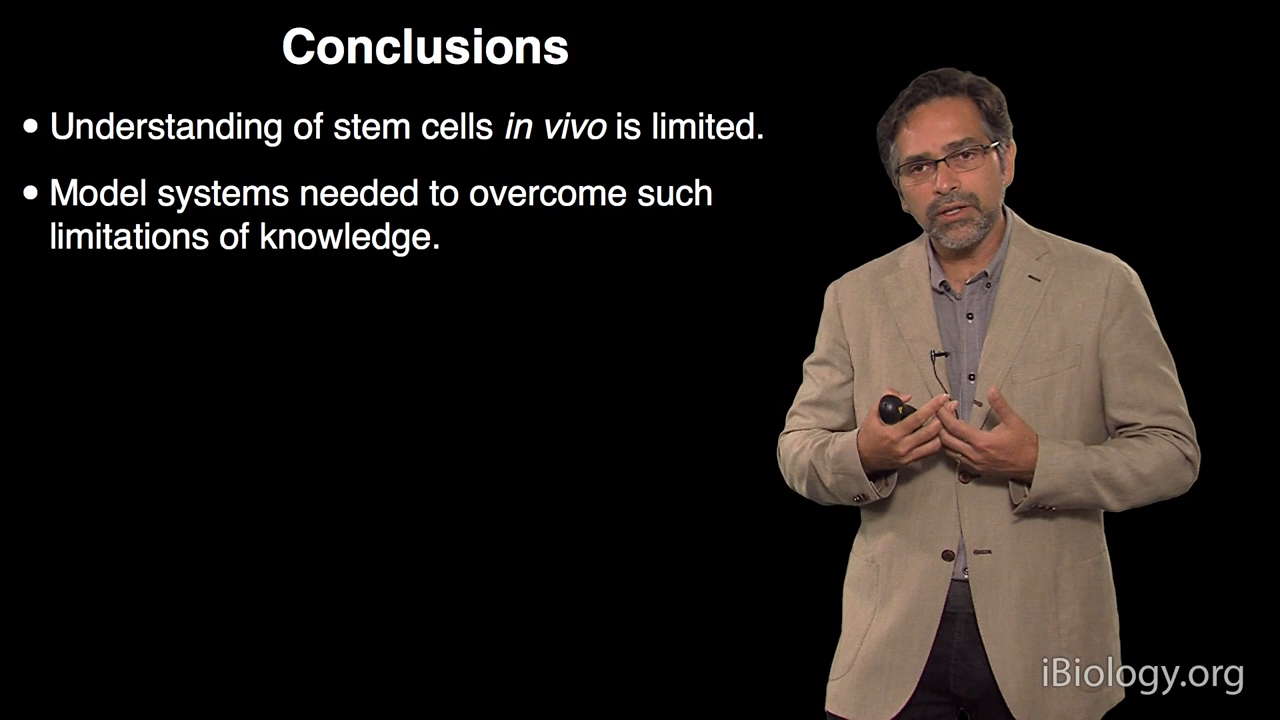 Conclusions
• Understanding of stem cells in vivo is limited.
• Model systems needed to overcome such
limitations of knowledge.
iBiology.org